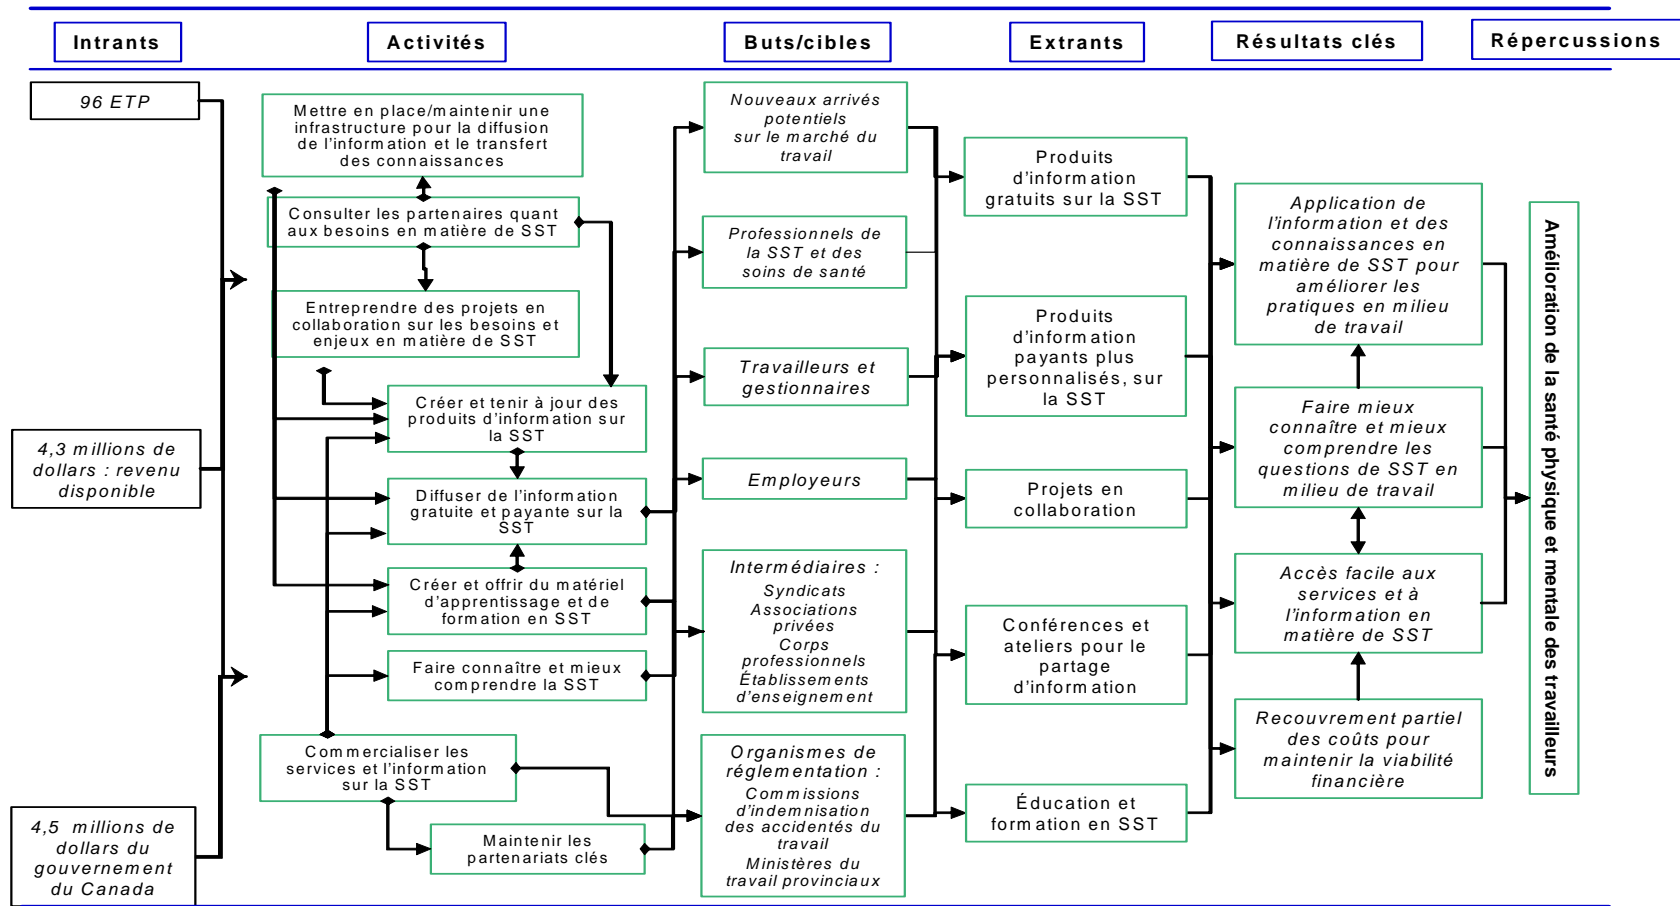 Intrants
Activités
Buts/cibles
Extrants
Résultats clés
Répercussions
96 ETP
4,3 millions de
dollars : revenu
disponible
4,5 millions de
dollars du
gouvernement
du Canada
Mettre en place/maintenir une
infrastructure pour la diffusion
de l'information et le transfert
des connaissances
Consulter les partenaires quant
aux besoins en matière de SST
Entreprendre des projets en
collaboration sur les besoins et
enjeux en matière de SST
Créer et tenir à jour des
produits d'information sur
la SST
Diffuser de l'information
gratuite et payante sur la
SST
Créer et offrir du matériel
d'apprentissage et de
formation en SST
Faire connaître et mieux
comprendre la SST
Commercialiser les
services et l'information
sur la SST
Maintenir les
partenariats clés
Nouveaux arrivés
potentiels
sur le marché du
travail
Professionnels de
la SST et des
soins de santé
Travailleurs et
gestionnaires
Employeurs
Intermédiaires :
Syndicats
Associations
privées
Corps
professionnels
Établissements
d'enseignement
Organismes de
réglementation :
Commissions
d'indemnisation
des accidentés du
travail
Ministères du
travail provinciaux
Produits
d'information
gratuits sur la SST
Produits
d'information
payants plus
personnalisés, sur
la SST
Projets en
collaboration
Conférences et
ateliers pour le
partage
d'information
Éducation et
formation en SST
Application de
l'information et des
connaissances en
matière de SST pour
améliorer les
pratiques en milieu
de travail
Faire mieux
connaître et mieux
comprendre les
questions de SST en
milieu de travail
Accès facile aux
services et à
l'information en
matière de SST
Recouvrement partiel
des coûts pour
maintenir la viabilité
financière
Amélioration de la santé physique et mentale des travailleurs